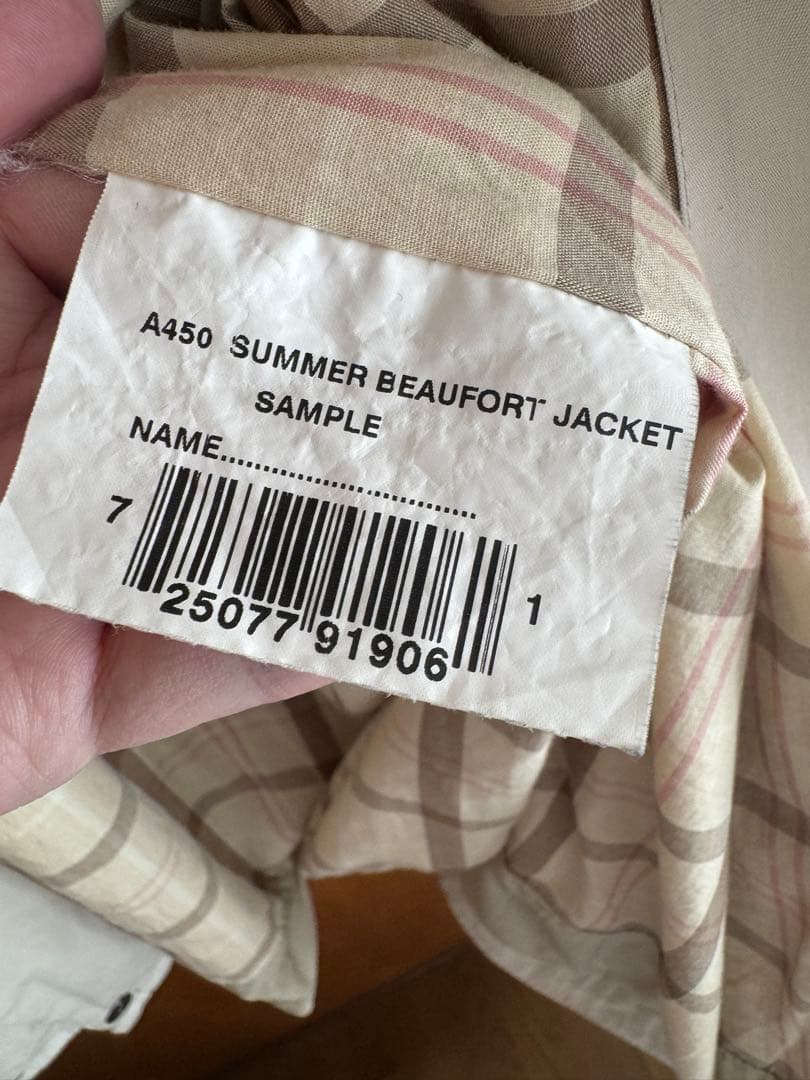 A450 SUMMER BEAUFORT JACKET
SAMPLE
NAME..............................
7 25077 91906 1